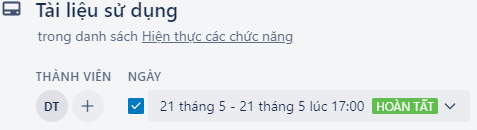 Tài liệu sử dụng
trong danh sách Hiện thực các chức năng
THÀNH VIÊN NGÀY
DT + 21 tháng 5 - 21 tháng 5 lúc 17:00 HOÀN TẤT